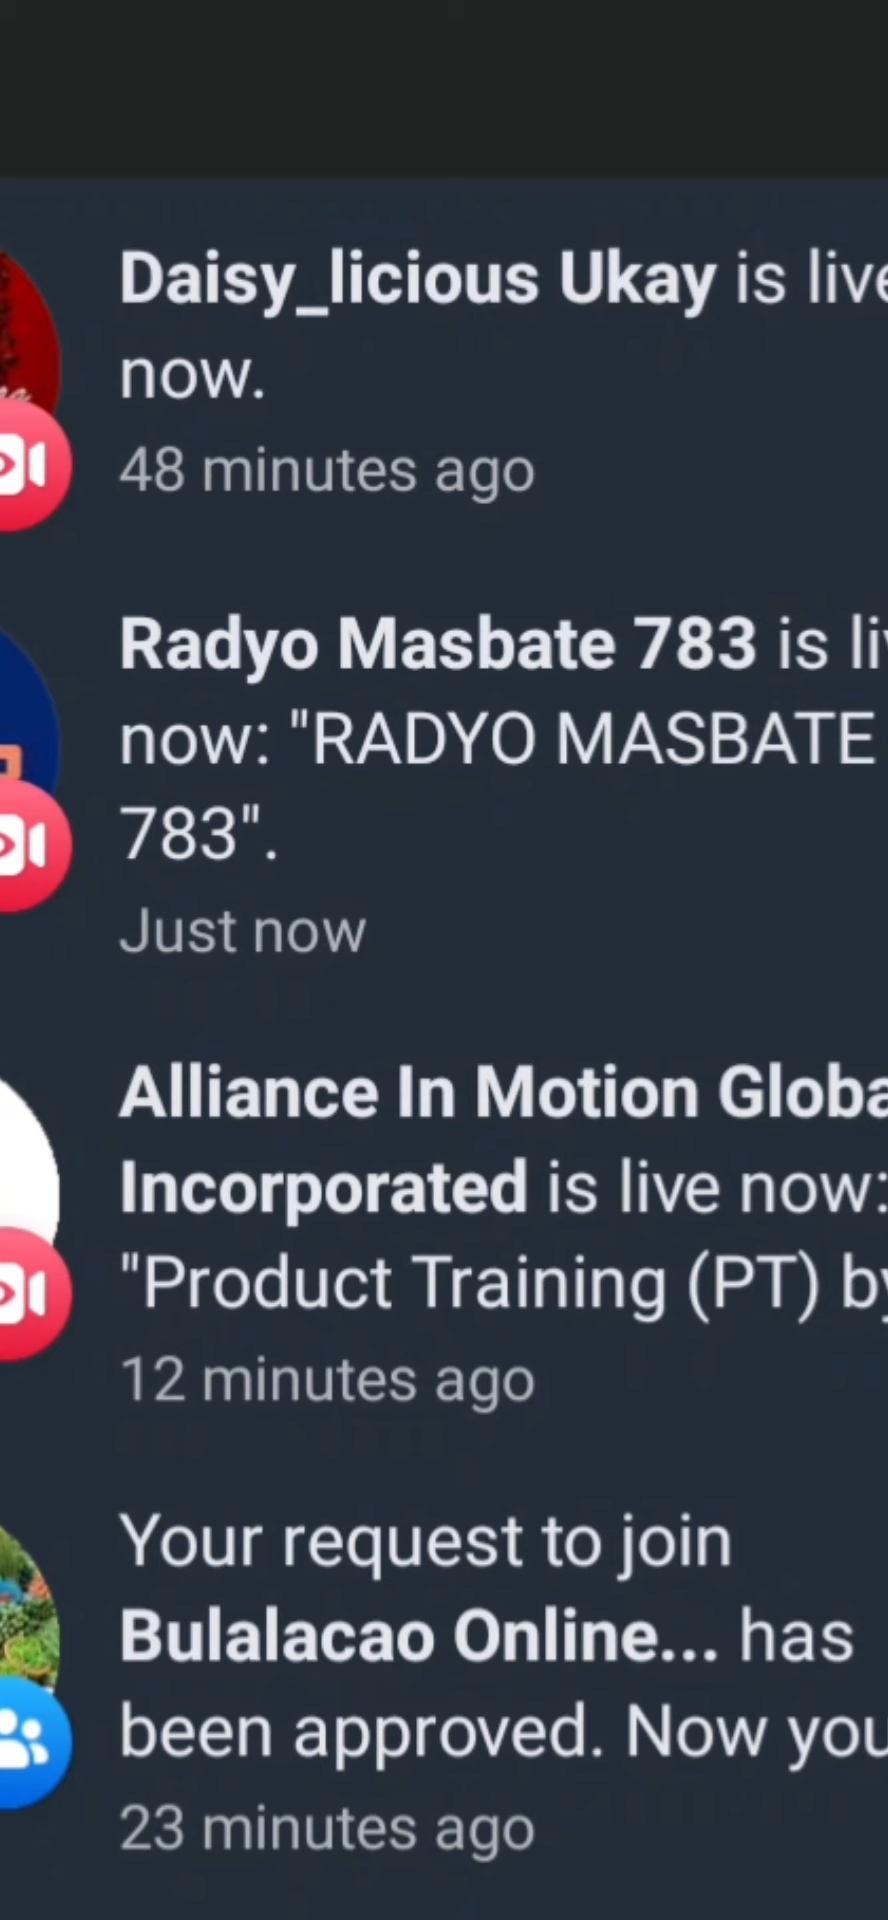 Daisy_licious Ukay is live
now.
48 minutes ago
Radyo Masbate 783 is
now: "RADYO MASBATE
783".
Just now
Alliance In Motion
Incorporated is live now:
"Product Training (PT) by
12 minutes ago
Your request to join
Bulalacao Online... has
been approved. Now you
23 minutes ago